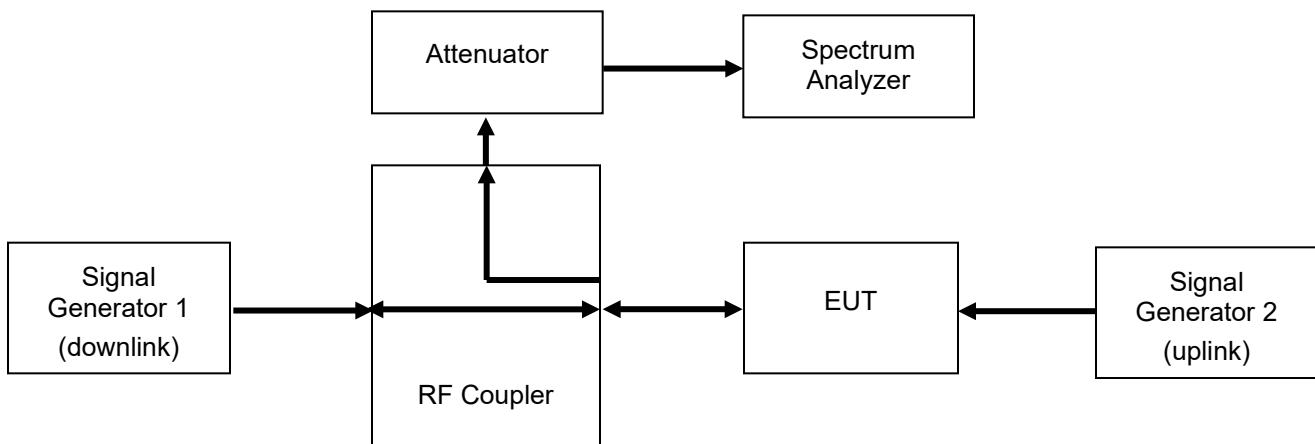 Attenuator
Spectrum
Analyzer
Signal
Generator 1
(downlink)
RF Coupler
EUT
Signal
Generator 2
(uplink)